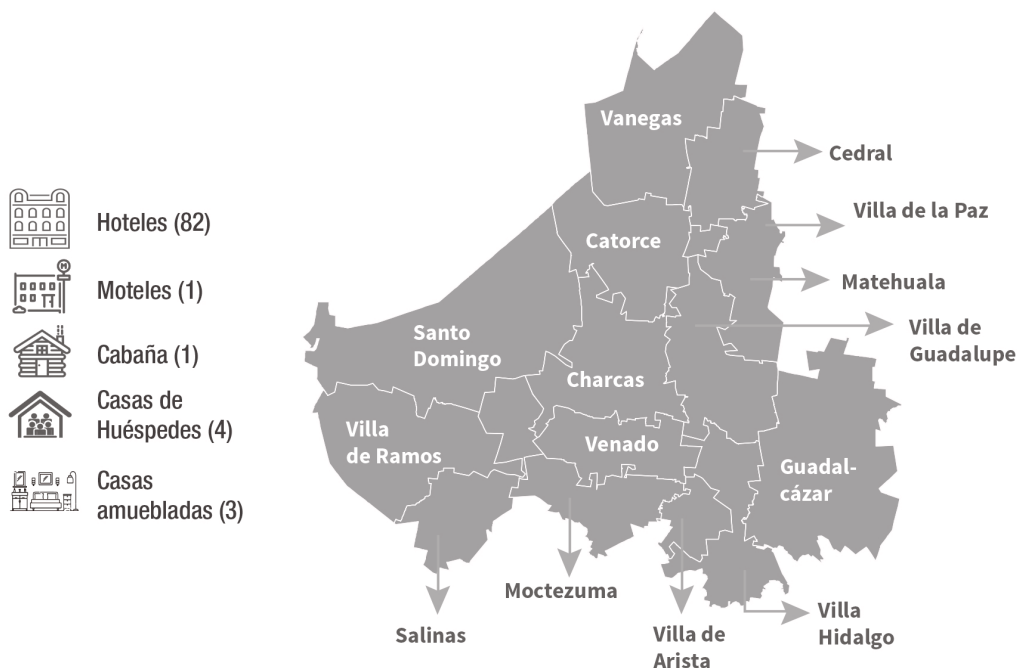 Hoteles (82)
Moteles (1)
Cabaña (1)
Casas de
Huéspedes (4)
Casas
amuebladas (3)
Vanegas
Cedral
Villa de la Paz
Catorce
Matehuala
Villa de
Guadalupe
Santo
Domingo
Charcas
Villa
de Ramos
Venado
Guadal-
cázar
Moctezuma
Salinas
Villa de
Arista
Villa
Hidalgo
M